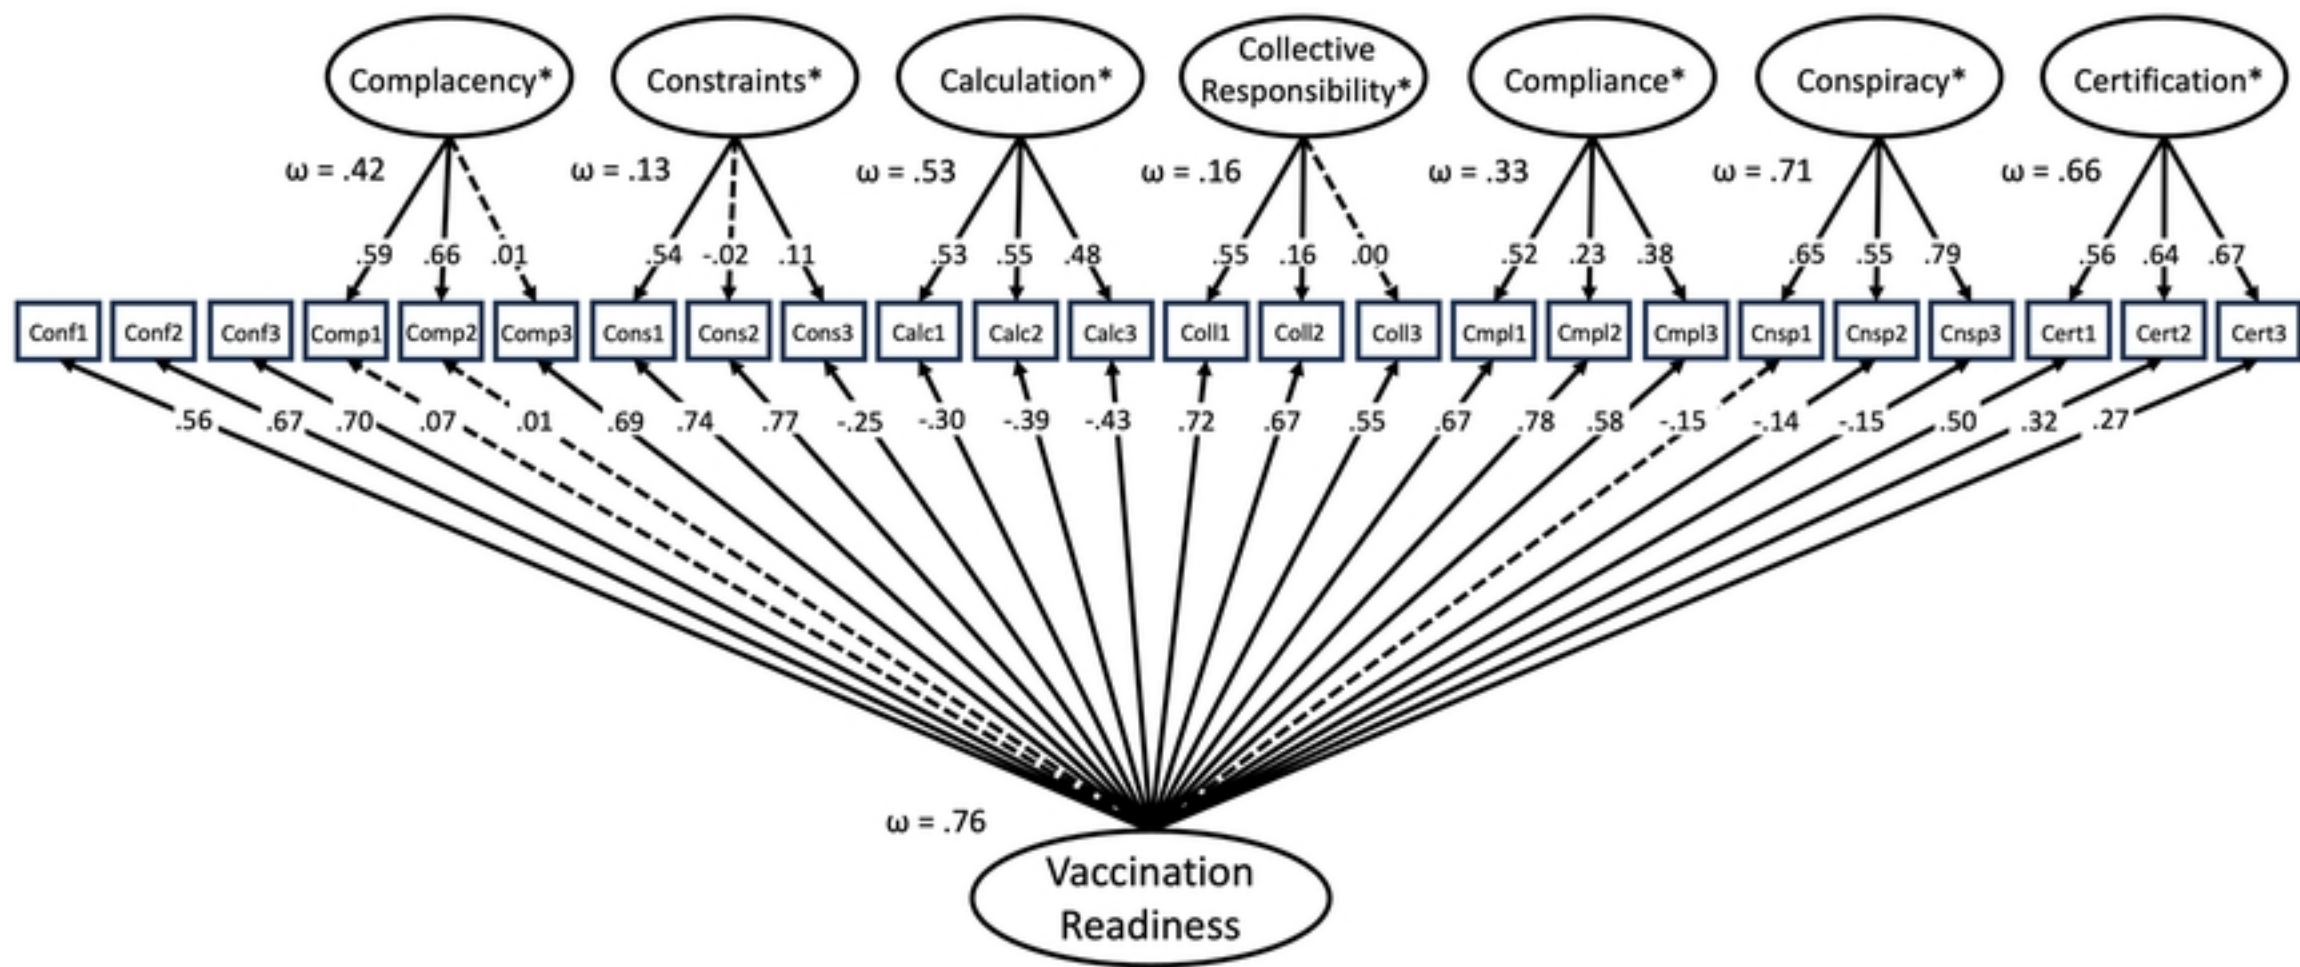 Complacency* Constraints* Calculation* Collective Responsibility* Compliance* Conspiracy* Certification*
ω = .42 ω = .13 ω = .53 ω = .16 ω = .33 ω = .71 ω = .66
.59 .66 .01 .54 -.02 .11 .53 .55 .48 .55 .16 .00 .52 .23 .38 .65 .55 .79 .56 .64 .67
Conf1 Conf2 Conf3 Comp1 Comp2 Comp3 Cons1 Cons2 Cons3 Calc1 Calc2 Calc3 Coll1 Coll2 Coll3 Cmpl1 Cmpl2 Cmpl3 Cnsp1 Cnsp2 Cnsp3 Cert1 Cert2 Cert3
.56 .67 .70 .07 .01 .69 .74 .77 -.25 -.30 -.39 -.43 .72 .67 .55 .67 .78 .58 -.15 -.14 -.15 .50 .32 .27
ω = .76
Vaccination
Readiness